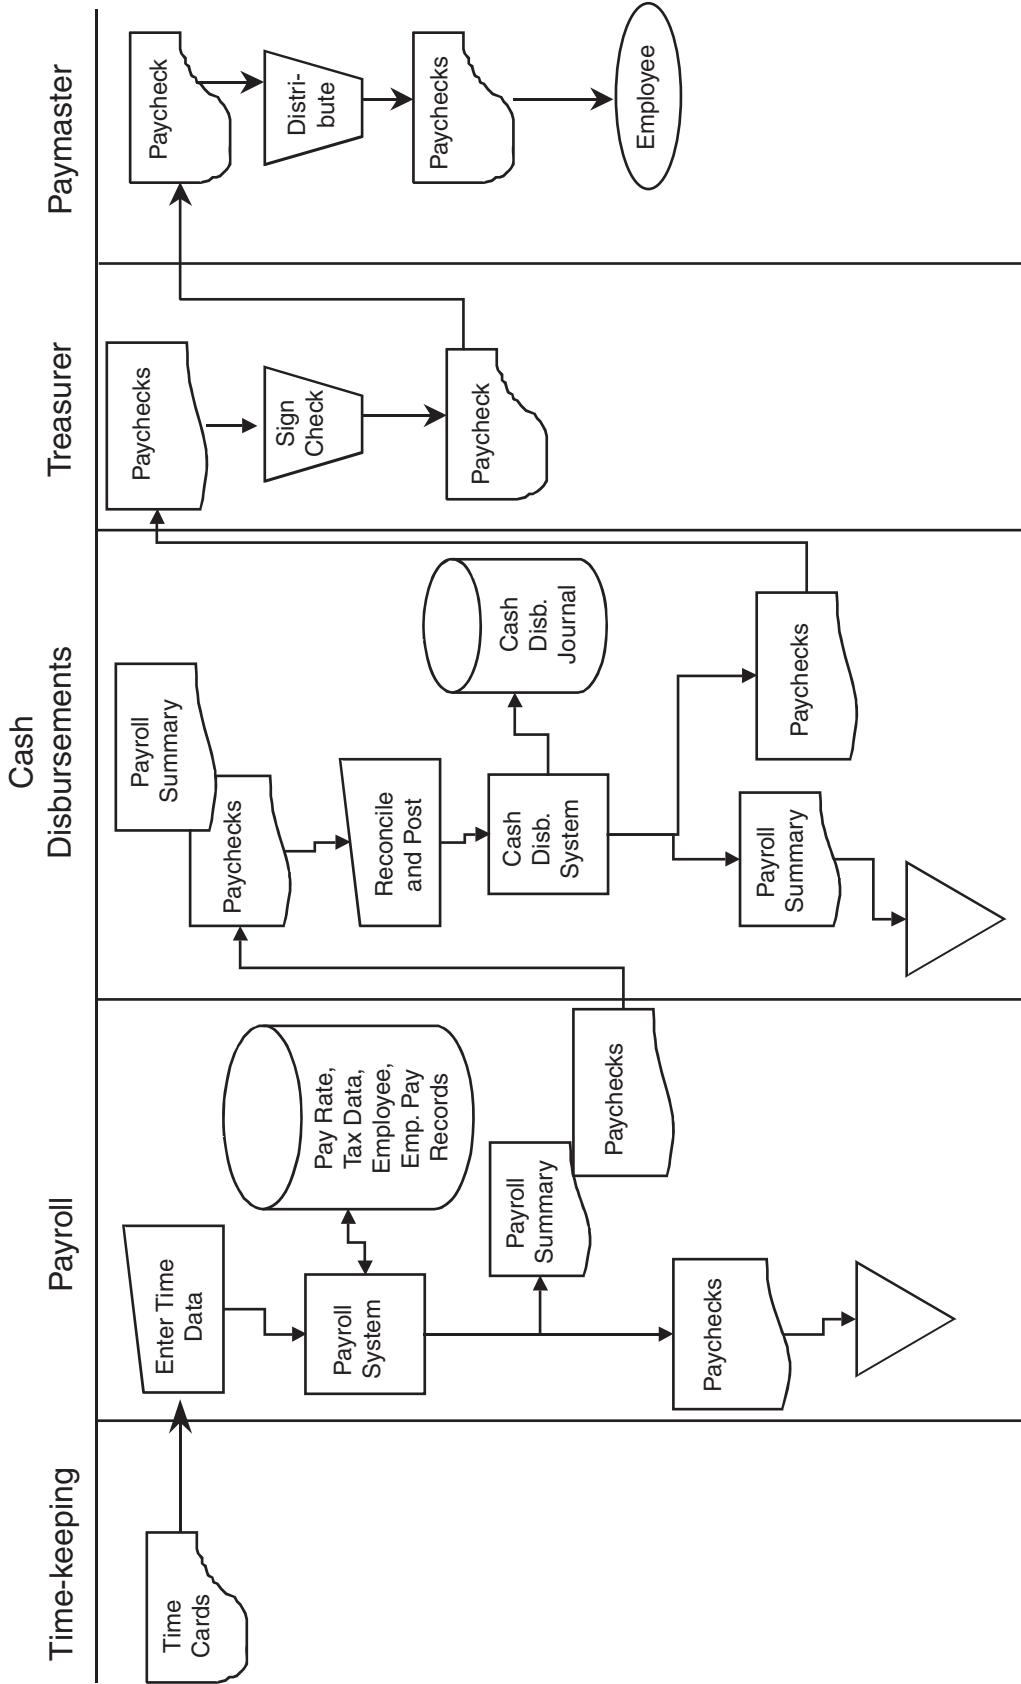 Time-keeping
Payroll
Cash
Disbursements
Treasurer
Paymaster
Time
Cards
Enter Time
Data
Payroll
System
Pay Rate,
Tax Data,
Employee,
Emp. Pay
Records
Payroll
Summary
Paychecks
Paychecks
Payroll
Summary
Paychecks
Reconcile
and Post
Cash
Disb.
System
Cash
Disb.
Journal
Payroll
Summary
Paychecks
Paychecks
Sign
Check
Paycheck
Paycheck
Distri-
bute
Paychecks
Employee